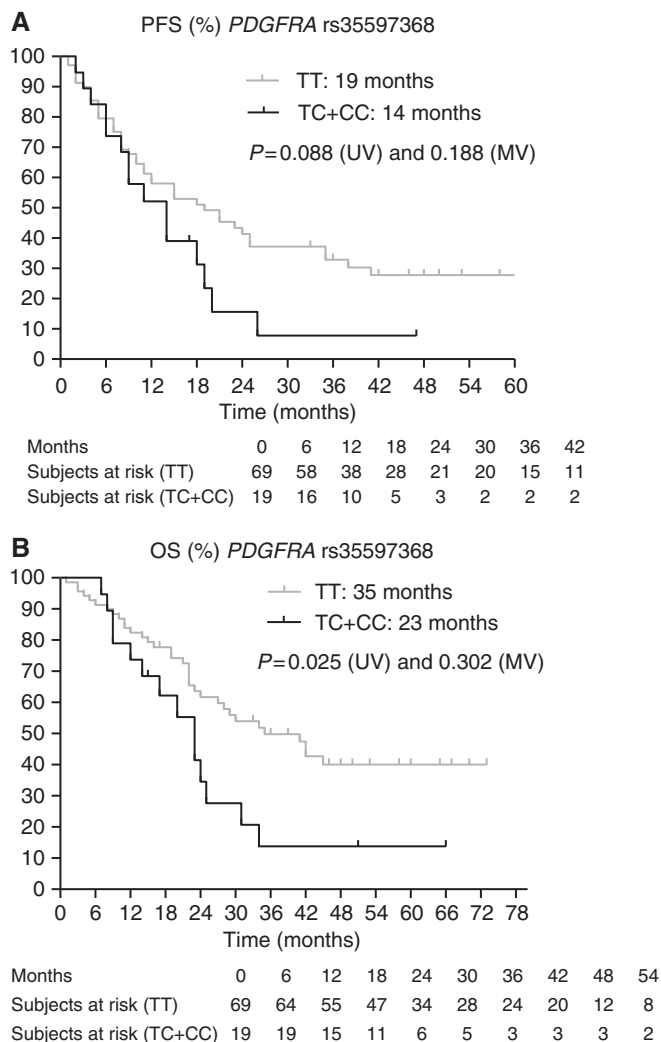 A
PFS (%) PDGFRA rs35597368
100
90
80
70
60
50
40
30
20
10
0
TT: 19 months
TC+CC: 14 months
P=0.088 (UV) and 0.188 (MV)
0 6 12 18 24 30 36 42 48 54 60
Time (months)
Months 0 6 12 18 24 30 36 42
Subjects at risk (TT) 69 58 38 28 21 20 15 11
Subjects at risk (TC+CC) 19 16 10 5 3 2 2 2
B
OS (%) PDGFRA rs35597368
100
90
80
70
60
50
40
30
20
10
0
TT: 35 months
TC+CC: 23 months
P=0.025 (UV) and 0.302 (MV)
0 6 12 18 24 30 36 42 48 54 60 66 72 78
Time (months)
Months 0 6 12 18 24 30 36 42 48 54
Subjects at risk (TT) 69 64 55 47 34 28 24 20 12 8
Subjects at risk (TC+CC) 19 19 15 11 6 5 3 3 3 2